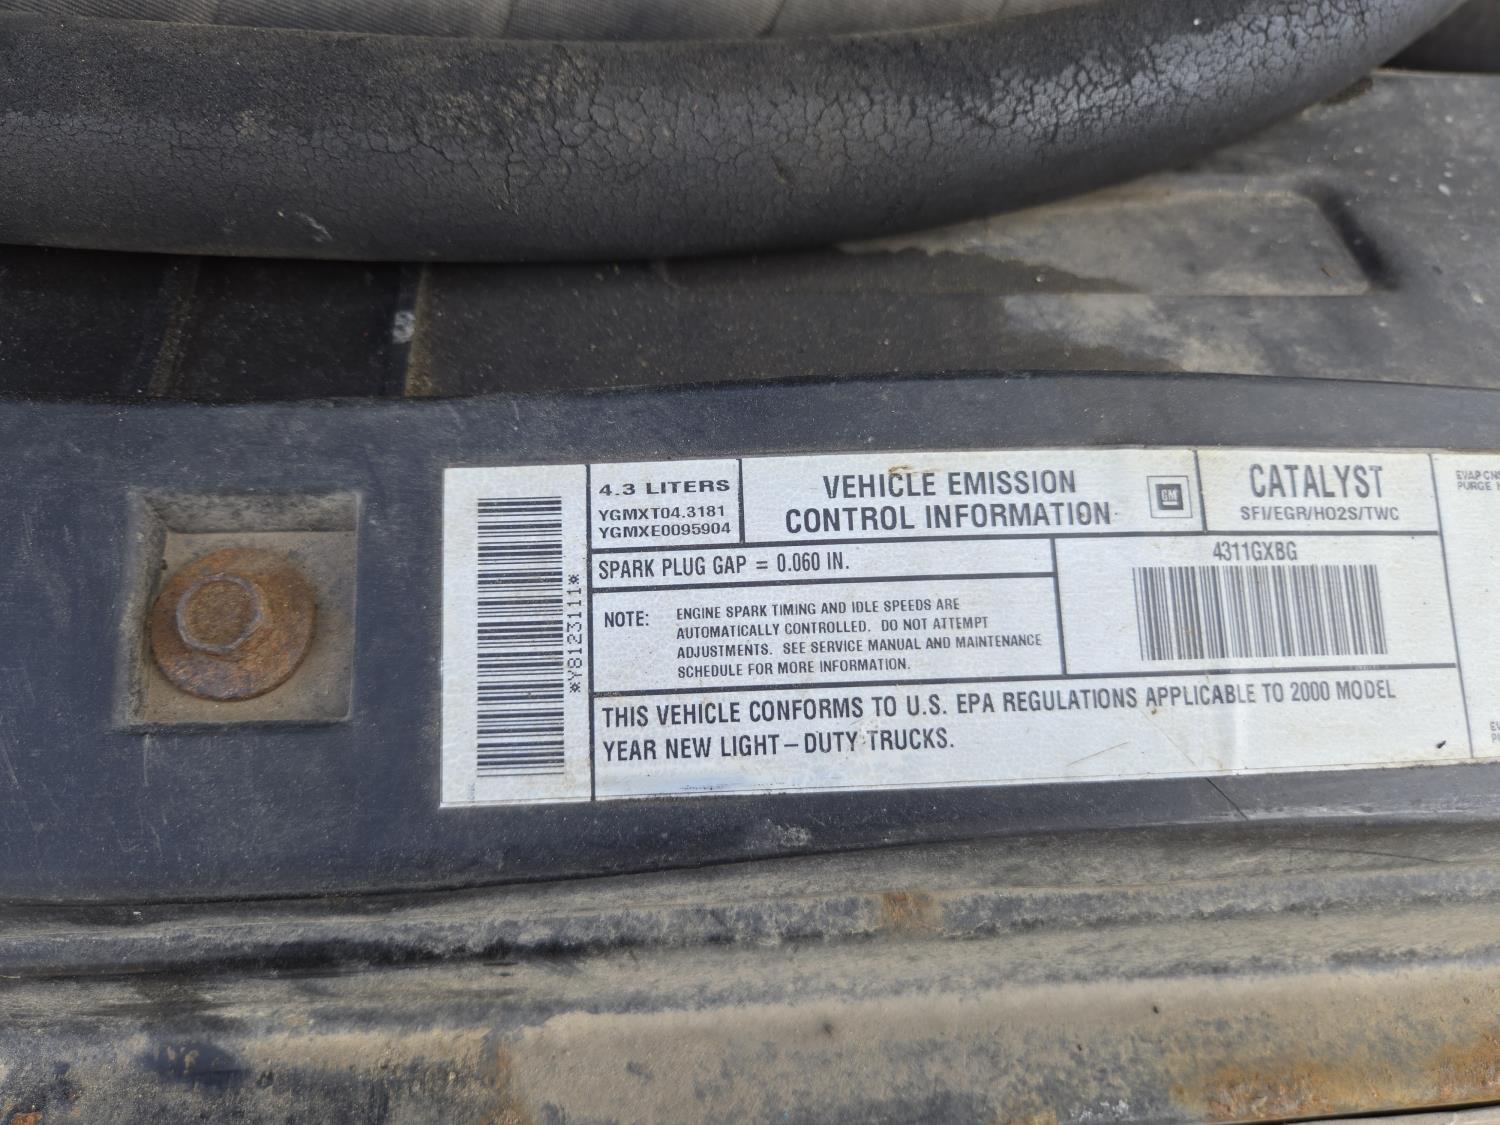 *Y8123111*
4.3 LITERS
YGMXT04.3181
YGMXE0095904
VEHICLE EMISSION
CONTROL INFORMATION
GM
CATALYST
SFI/EGR/HO2S/TWC
EVAP
PURGE
SPARK PLUG GAP = 0.060 IN.
4311GXBG
NOTE: ENGINE SPARK TIMING AND IDLE SPEEDS ARE
AUTOMATICALLY CONTROLLED. DO NOT ATTEMPT
ADJUSTMENTS. SEE SERVICE MANUAL AND MAINTENANCE
SCHEDULE FOR MORE INFORMATION.
THIS VEHICLE CONFORMS TO U.S. EPA REGULATIONS APPLICABLE TO 2000 MODEL
YEAR NEW LIGHT-DUTY TRUCKS.